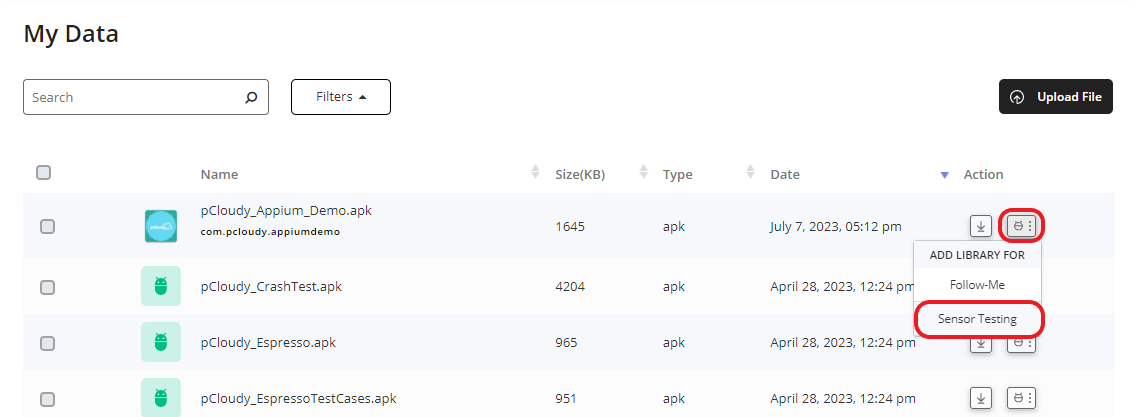 My Data
Search
Filters
Upload File
Name Size(KB) Type Date Action
pCloudy_Appium_Demo.apk
com.pcloudy.appiumdemo
1645 apk July 7, 2023, 05:12 pm
ADD LIBRARY FOR
Follow-Me
Sensor Testing
pCloudy_CrashTest.apk 4204 apk April 28, 2023, 12:24 pm
pCloudy_Espresso.apk 965 apk April 28, 2023, 12:24 pm
pCloudy_EspressoTestCases.apk 951 apk April 28, 2023, 12:24 pm